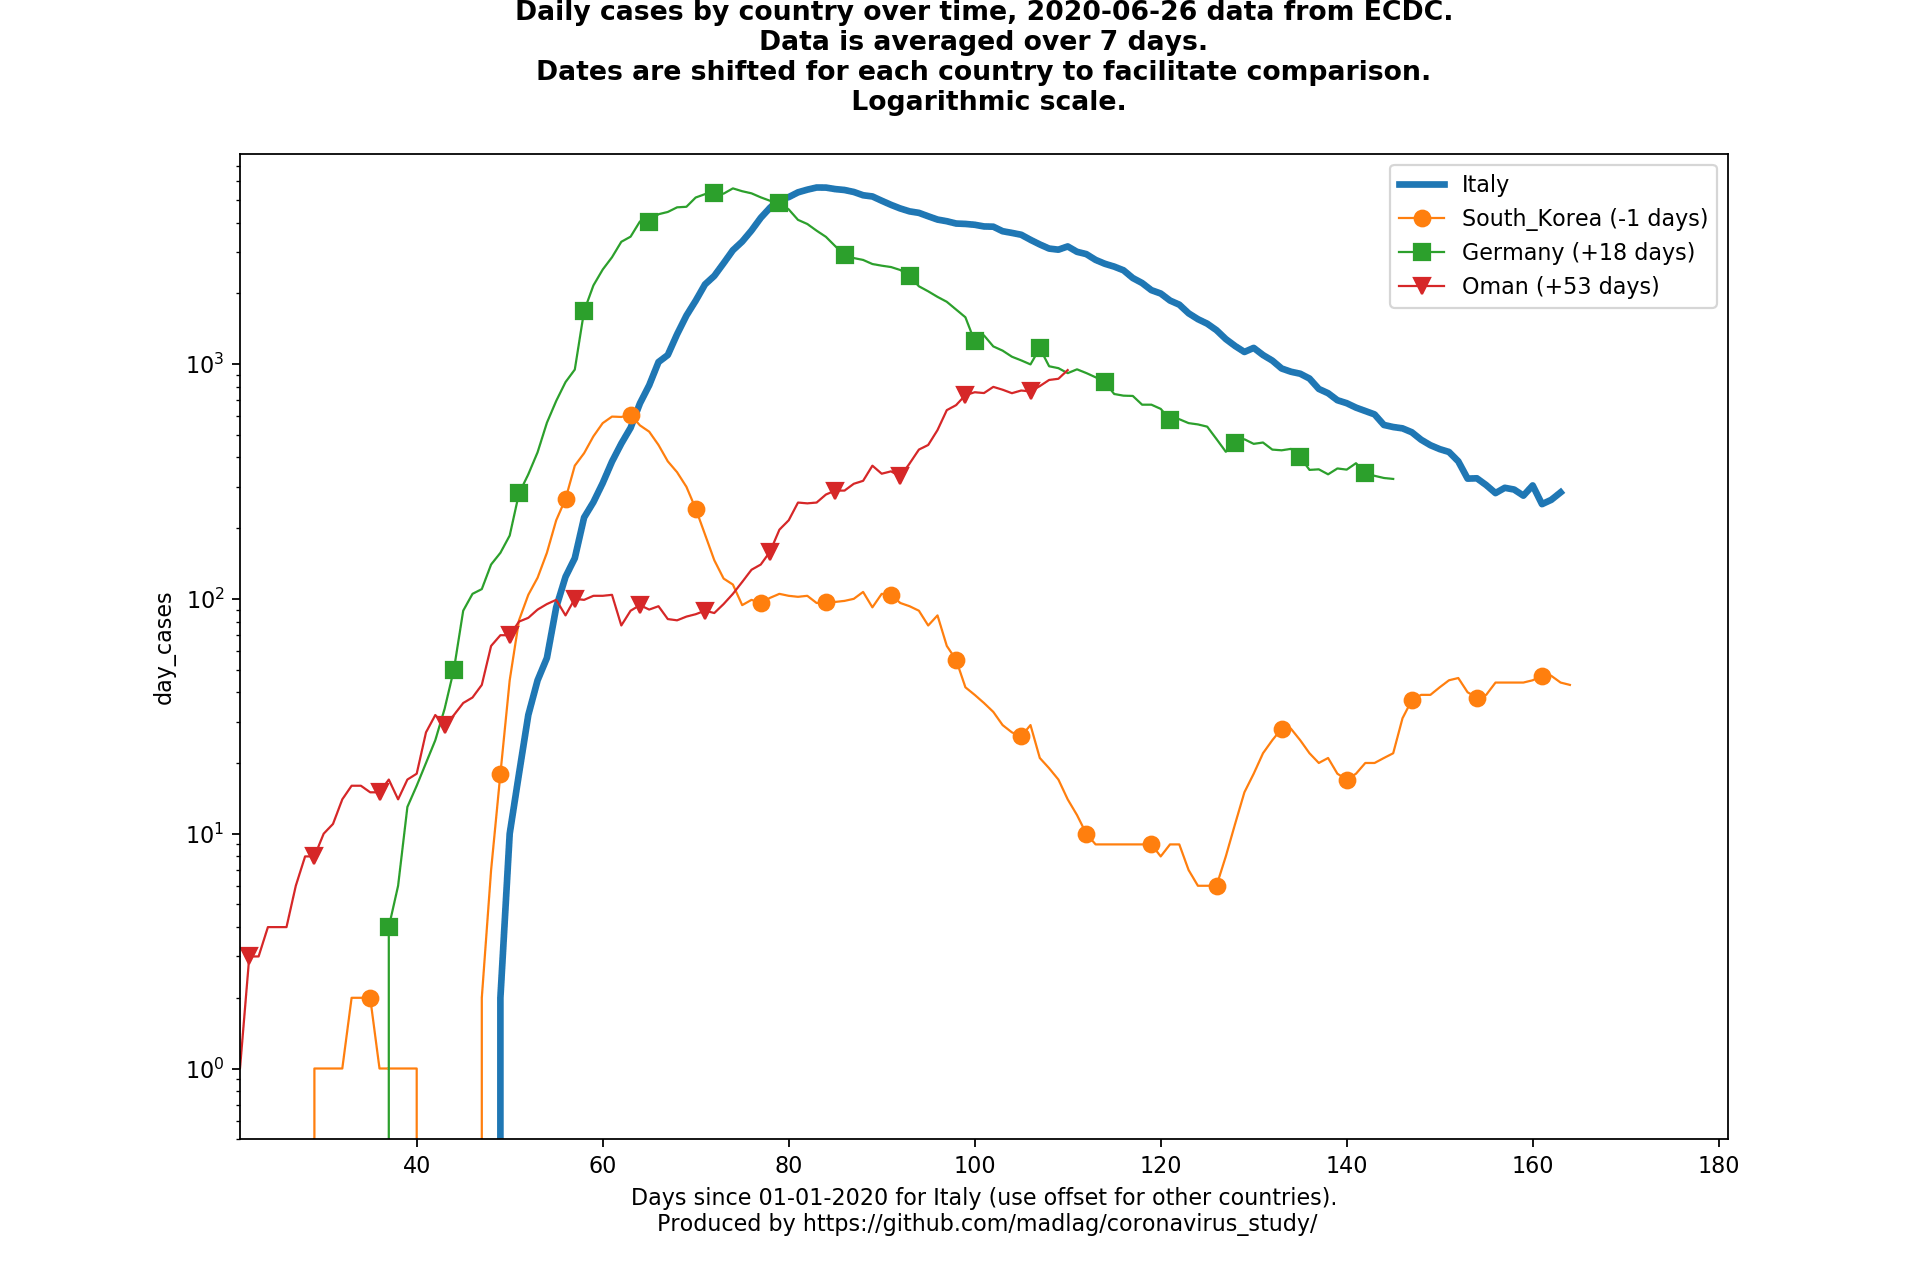 Daily cases by country over time, 2020-06-26 data from ECDC.
Data is averaged over 7 days.
Dates are shifted for each country to facilitate comparison.
Logarithmic scale.
Italy
South_Korea (-1 days)
Germany (+18 days)
Oman (+53 days)
day_cases
10³
10²
10¹
10⁰
40 60 80 100 120 140 160 180
Days since 01-01-2020 for Italy (use offset for other countries).
Produced by https://github.com/madlag/coronavirus_study/